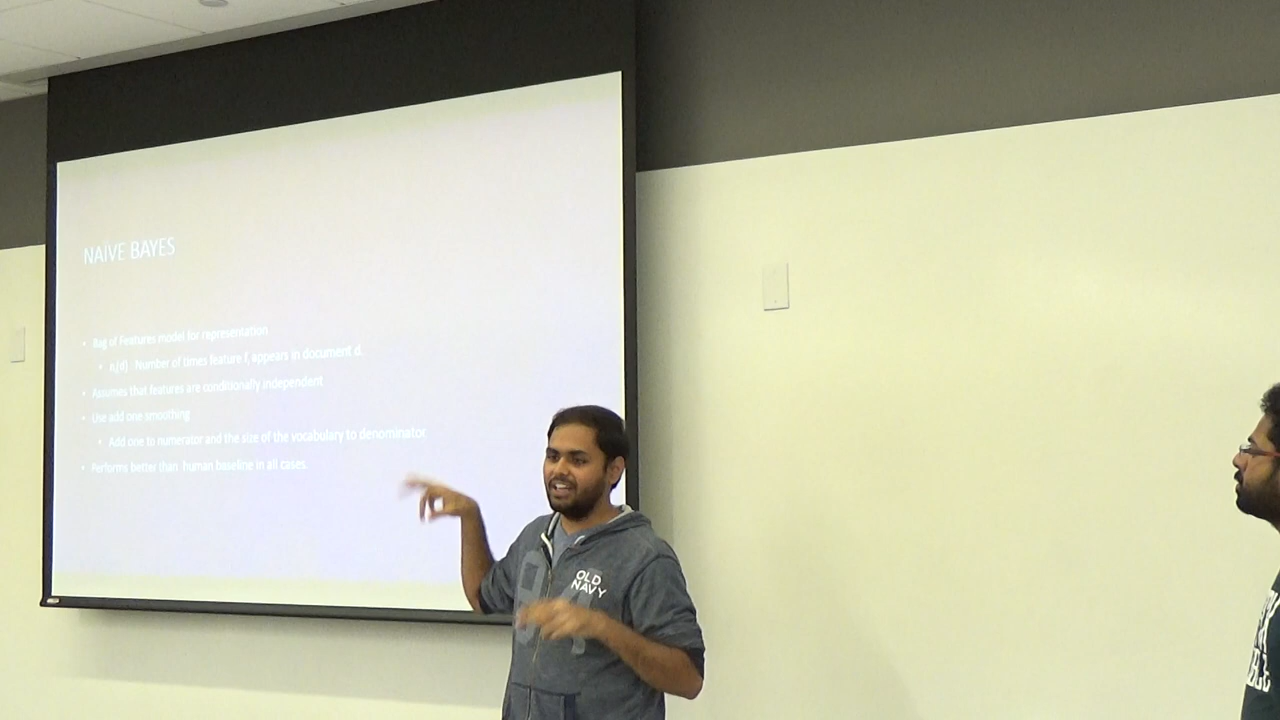 NAIVE BAYES
• Bag of Features model for representation
• nᵢ(d) Number of times feature fᵢ appears in document d.
• Assumes that features are conditionally independent
• Use add one smoothing
• Add one to numerator and the size of the vocabulary to denominator
• Performs better than human baseline in all cases.
OLD
NAVY